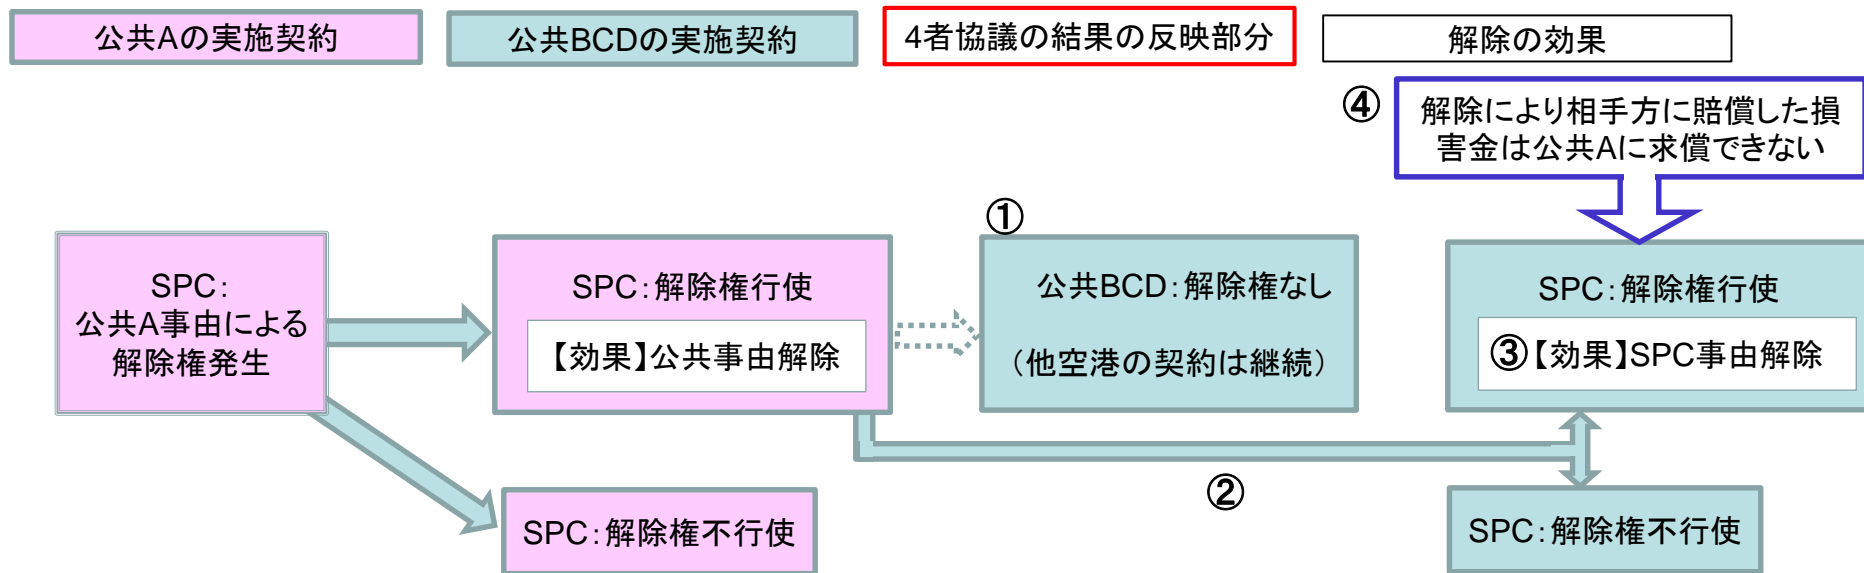 公共Aの実施契約
公共BCDの実施契約
4者協議の結果の反映部分
解除の効果
④
解除により相手方に賠償した損
害金は公共Aに求償できない
SPC：
公共A事由による
解除権発生
SPC：解除権行使
【効果】公共事由解除
①
公共BCD：解除権なし
（他空港の契約は継続）
SPC：解除権行使
③【効果】SPC事由解除
②
SPC：解除権不行使
SPC：解除権不行使